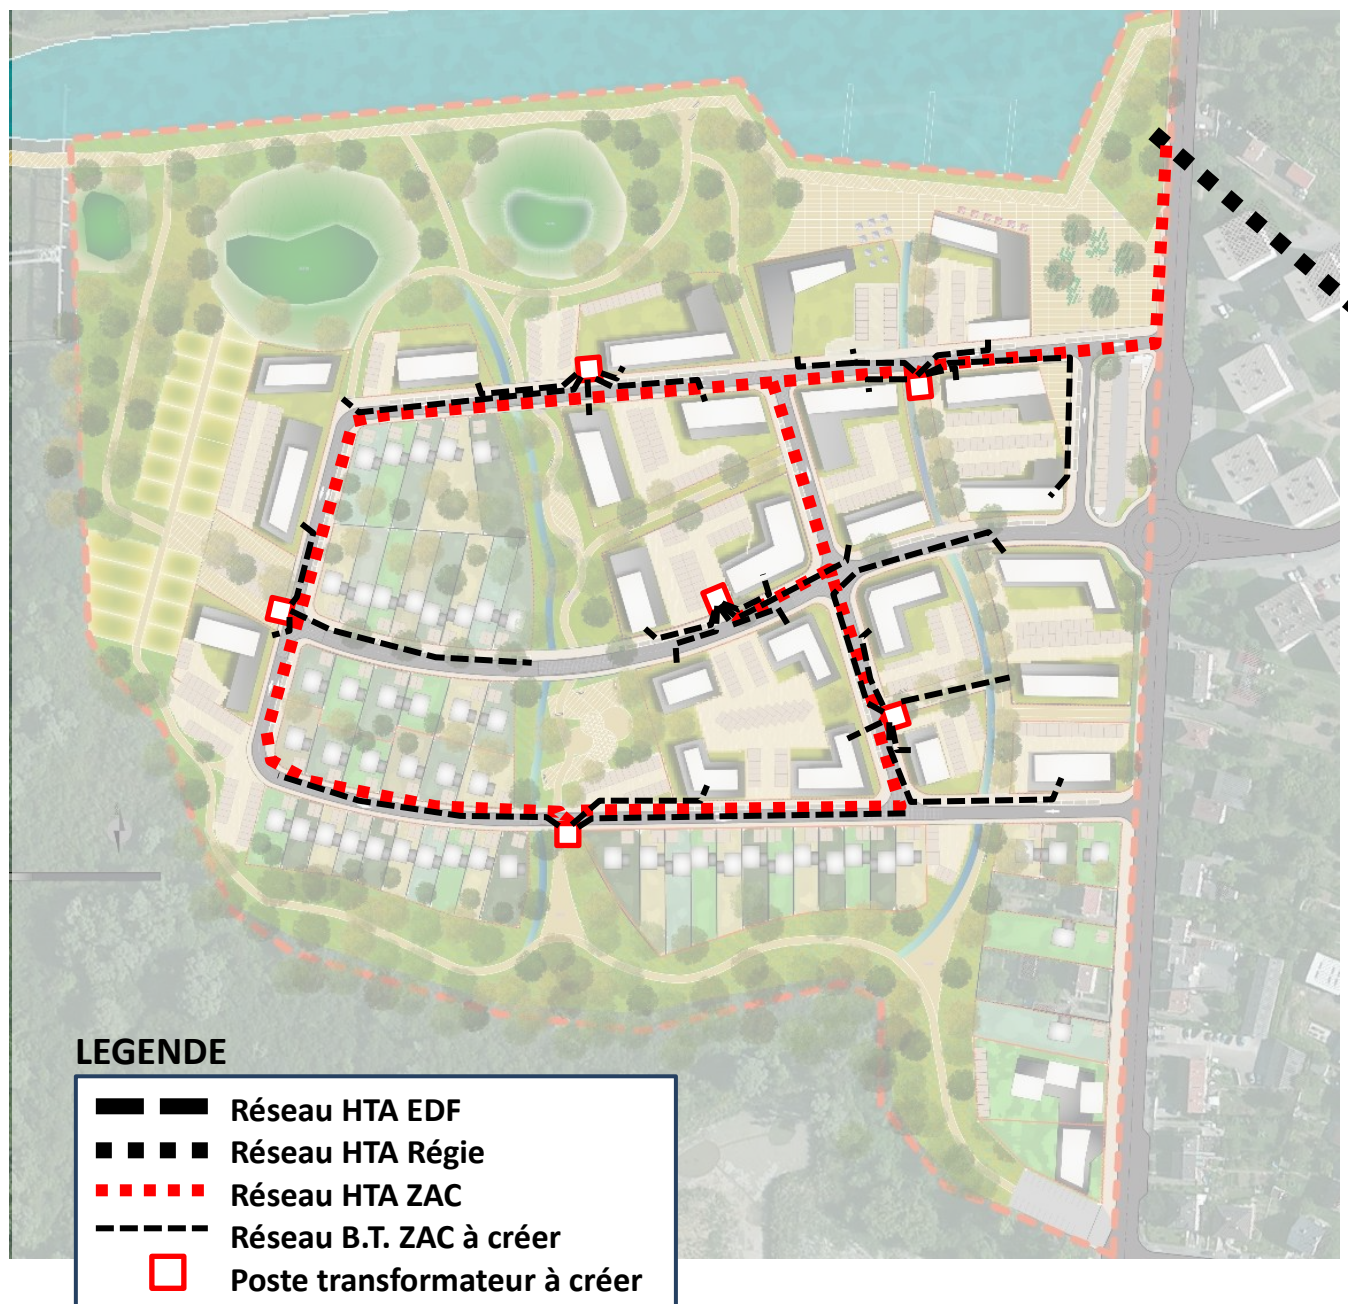 LEGENDE
Réseau HTA EDF
Réseau HTA Régie
Réseau HTA ZAC
Réseau B.T. ZAC à créer
Poste transformateur à créer